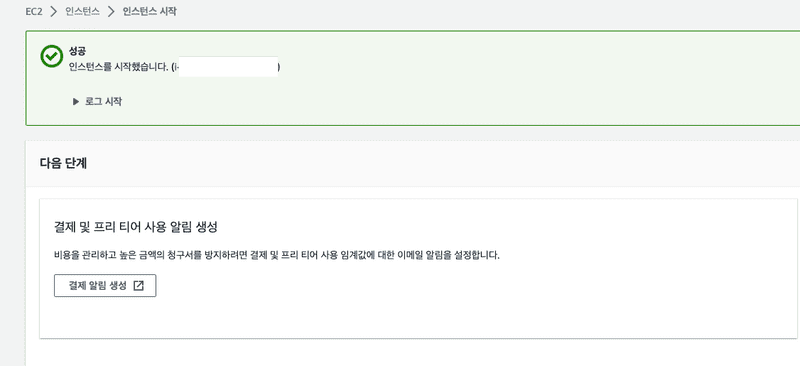 EC2 > 인스턴스 > 인스턴스 시작
성공
인스턴스를 시작했습니다. (i- )
▶ 로그 시작
다음 단계
결제 및 프리 티어 사용 알림 생성
비용을 관리하고 높은 금액의 청구서를 방지하려면 결제 및 프리 티어 사용 임계값에 대한 이메일 알림을 설정합니다.
결제 알림 생성